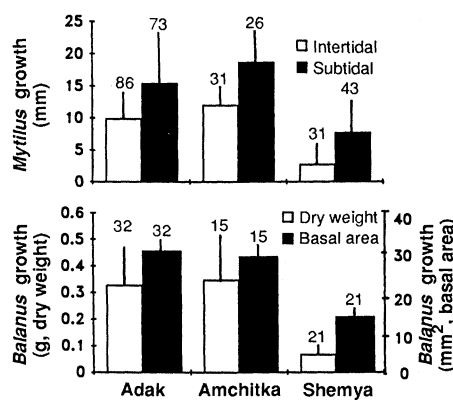 Mytilus growth
(mm)
25
20
15
10
5
0
86
73
31
26
31
43
Intertidal
Subtidal
Balanus growth
(g, dry weight)
0.6
0.5
0.4
0.3
0.2
0.1
0
32
32
15
15
21
21
Dry weight
Basal area
40
30
20
10
0
Balanus growth
(mm², basal area)
Adak Amchitka Shemya